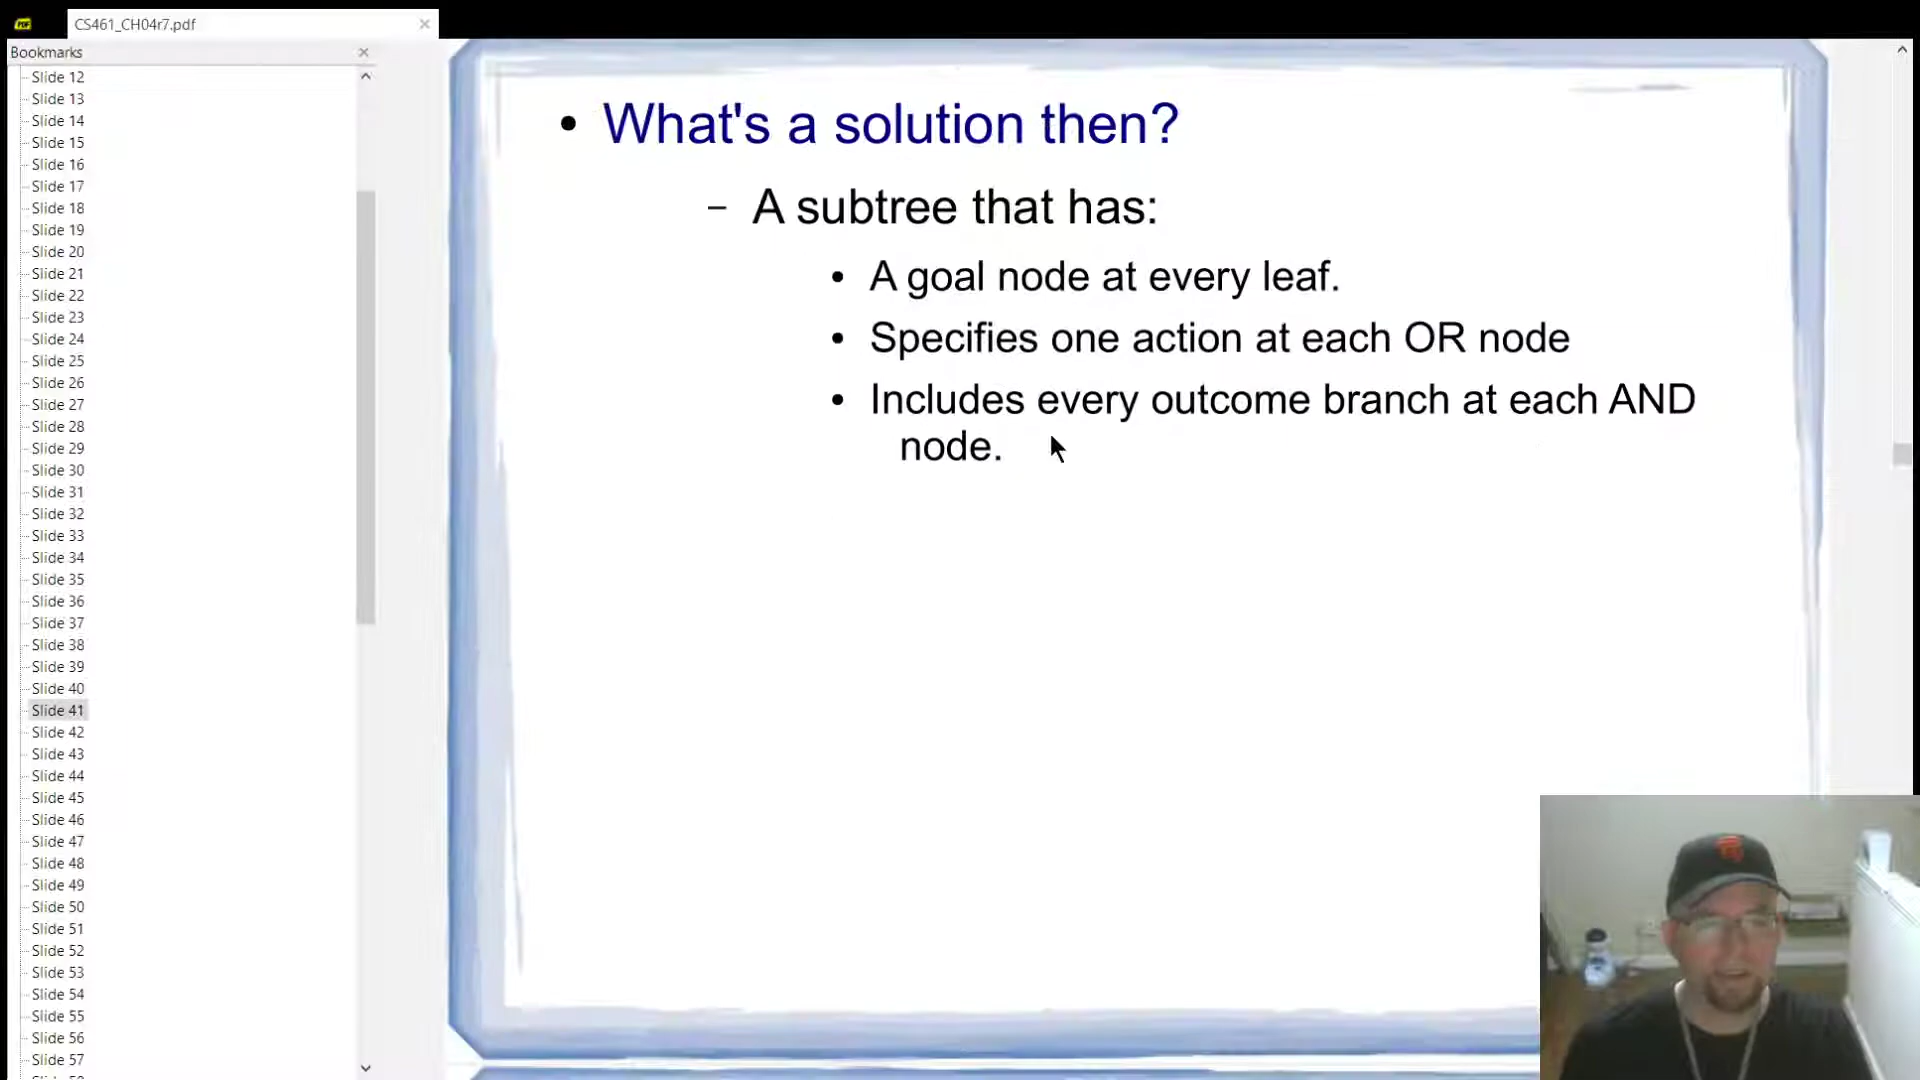 CS461_CH04r7.pdf
Bookmarks
Slide 12
Slide 13
Slide 14
Slide 15
Slide 16
Slide 17
Slide 18
Slide 19
Slide 20
Slide 21
Slide 22
Slide 23
Slide 24
Slide 25
Slide 26
Slide 27
Slide 28
Slide 29
Slide 30
Slide 31
Slide 32
Slide 33
Slide 34
Slide 35
Slide 36
Slide 37
Slide 38
Slide 39
Slide 40
Slide 41
Slide 42
Slide 43
Slide 44
Slide 45
Slide 46
Slide 47
Slide 48
Slide 49
Slide 50
Slide 51
Slide 52
Slide 53
Slide 54
Slide 55
Slide 56
Slide 57
• What's a solution then?
– A subtree that has:
• A goal node at every leaf.
• Specifies one action at each OR node
• Includes every outcome branch at each AND
node.